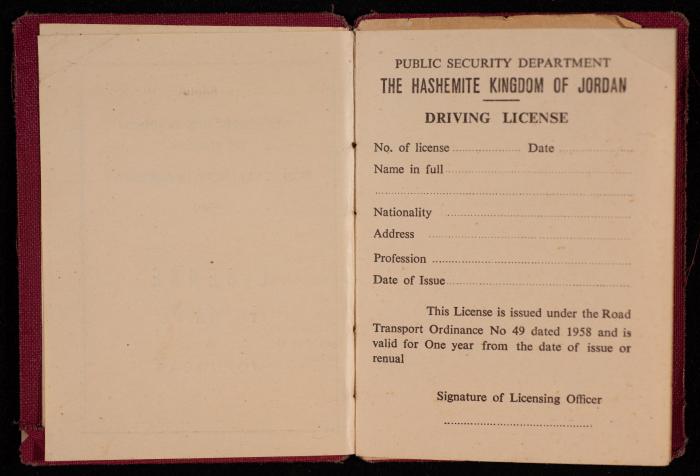 PUBLIC SECURITY DEPARTMENT
THE HASHEMITE KINGDOM OF JORDAN
DRIVING LICENSE
No. of license .................... Date ....................
Name in full ....................
....................
Nationality ....................
Address ....................
Profession ....................
Date of Issue ....................
This License is issued under the Road
Transport Ordinance No 49 dated 1958 and is
valid for One year from the date of issue or
renual
Signature of Licensing Officer
....................